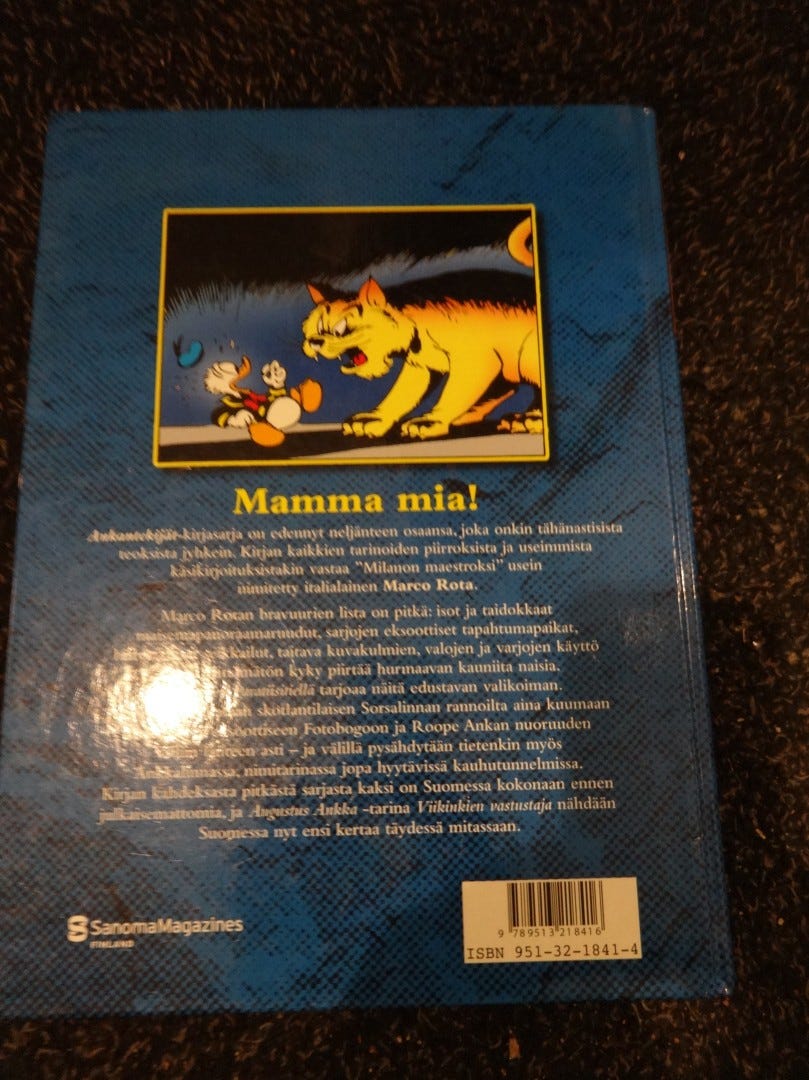 Mamma mia!
Ankantekijät-kirjasarja on edennyt neljänteen osaansa, joka onkin tähänastisista
teoksista jyhkein. Kirjan kaikkien tarinoiden piirroksista ja useimmista
käsikirjoituksistakin vastaa "Milanon maestroksi" usein
nimitetty italialainen Marco Rota.
Marco Rotan bravuurien lista on pitkä: isot ja taidokkaat
maisemapanoraamaruudut, sarjojen eksoottiset tapahtumapaikat,
taitava kuvakulmien, valojen ja varjojen käyttö
kyky piirtää hurmaavan kauniita naisia.
tarjoaa näitä edustavan valikoiman.
skotlantilaisen Sorsalinnan rannoilta aina kuumaan
Fotobogoon ja Roope Ankan nuoruuden
asti – ja välillä pysähdytään tietenkin myös
Ankkalinnassa, nimitarinassa jopa hyytävissä kauhutunnelmissa.
Kirjan kahdeksasta pitkästä sarjasta kaksi on Suomessa kokonaan ennen
julkaisemattomia, ja Augustus Ankka -tarina Viikinkien vastustaja nähdään
Suomessa nyt ensi kertaa täydessä mitassaan.
SanomaMagazines
FINLAND
9 789513 218416
ISBN 951-32-1841-4